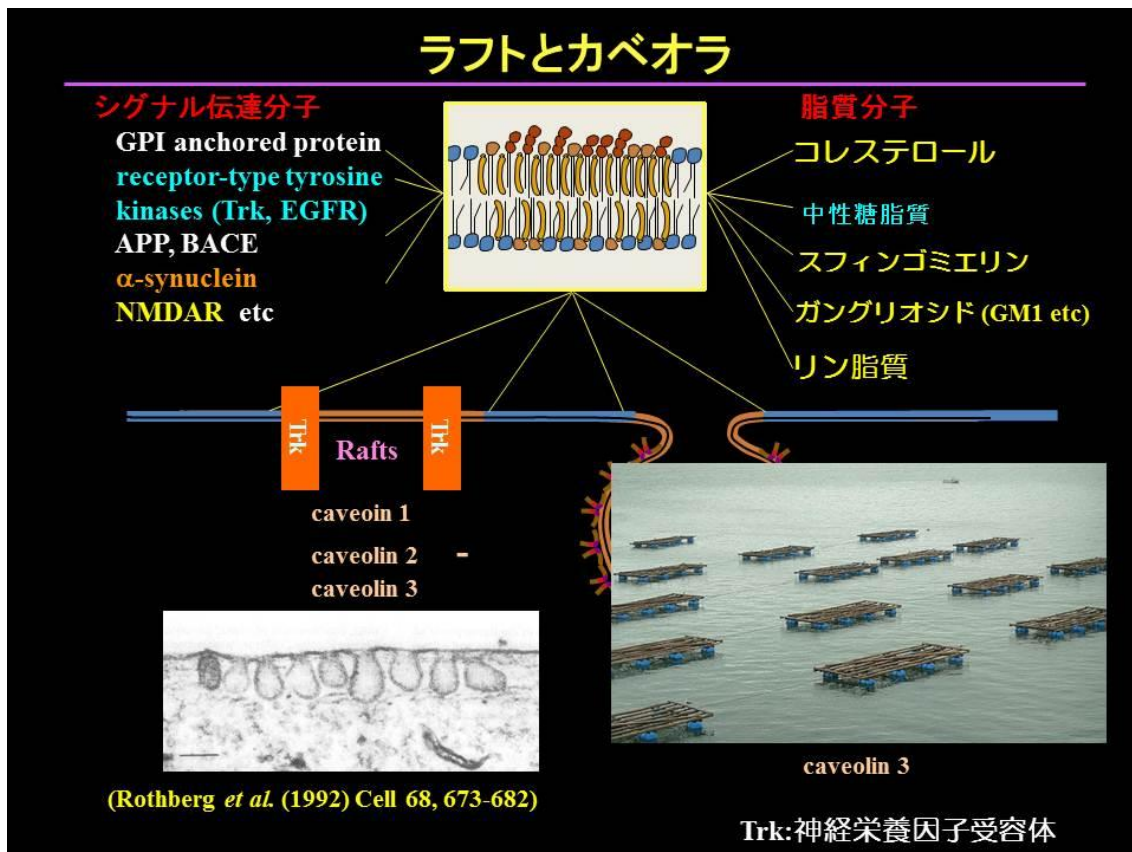 ラフトとカベオラ
シグナル伝達分子
GPI anchored protein
receptor-type tyrosine
kinases (Trk, EGFR)
APP, BACE
α-synuclein
NMDAR etc
脂質分子
コレステロール
中性糖脂質
スフィンゴミエリン
ガングリオシド (GM1 etc)
リン脂質
Trk
Rafts
Trk
caveoin 1
caveolin 2 -
caveolin 3
(Rothberg et al. (1992) Cell 68, 673-682)
caveolin 3
Trk:神経栄養因子受容体